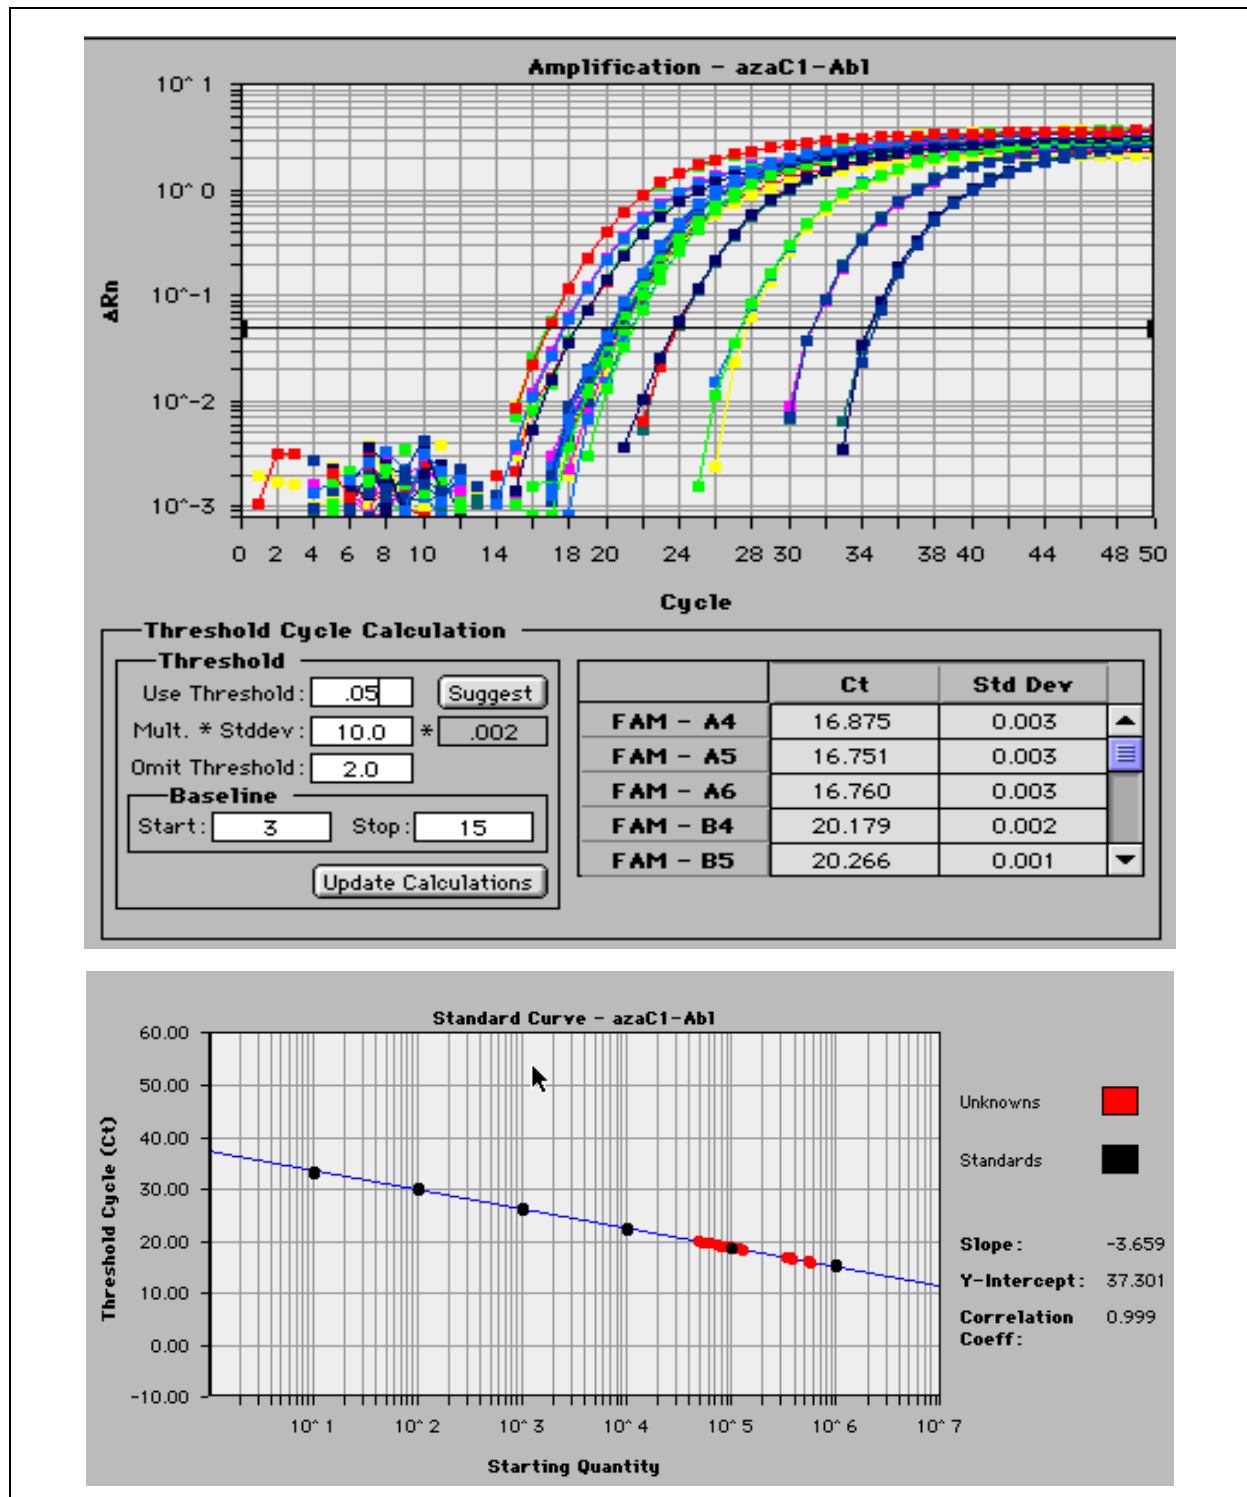 Amplification - azaC1-Abl
10^ 1
10^ 0
10^-1
10^-2
10^-3
ΔRn
0 2 4 6 8 10 14 18 20 24 28 30 34 38 40 44 48 50
Cycle
Threshold Cycle Calculation
Threshold
Use Threshold: .05 Suggest
Mult. * Stddev: 10.0 * .002
Omit Threshold: 2.0
Baseline
Start: 3 Stop: 15
Update Calculations
Ct Std Dev
FAM - A4 16.875 0.003
FAM - A5 16.751 0.003
FAM - A6 16.760 0.003
FAM - B4 20.179 0.002
FAM - B5 20.266 0.001
Standard Curve - azaC1-Abl
60.00
50.00
40.00
30.00
20.00
10.00
0.00
-10.00
Threshold Cycle (Ct)
10^ 1 10^ 2 10^ 3 10^ 4 10^ 5 10^ 6 10^ 7
Starting Quantity
Unknowns
Standards
Slope: -3.659
Y-Intercept: 37.301
Correlation 0.999
Coeff: